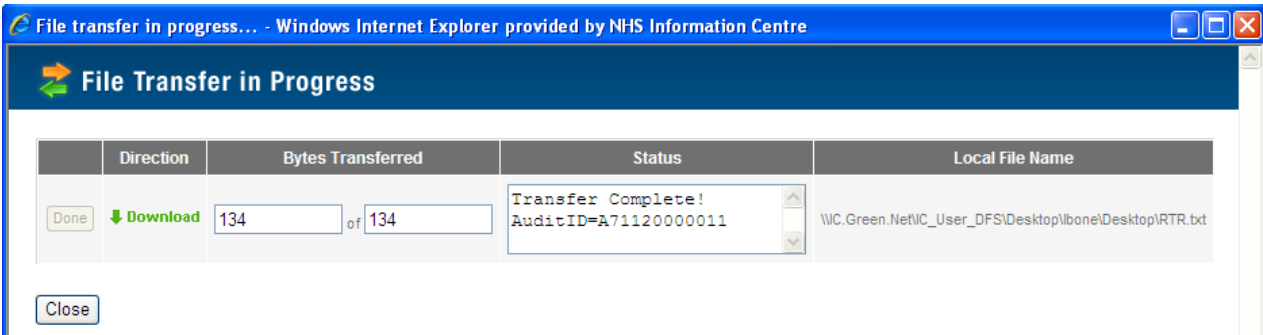 File transfer in progress... - Windows Internet Explorer provided by NHS Information Centre
File Transfer in Progress
Direction Bytes Transferred Status Local File Name
Done Download 134 of 134 Transfer Complete! \\IC.Green.Net\IC_User_DFS\Desktop\lbone\Desktop\RTR.txt
AuditID=A71120000011
Close